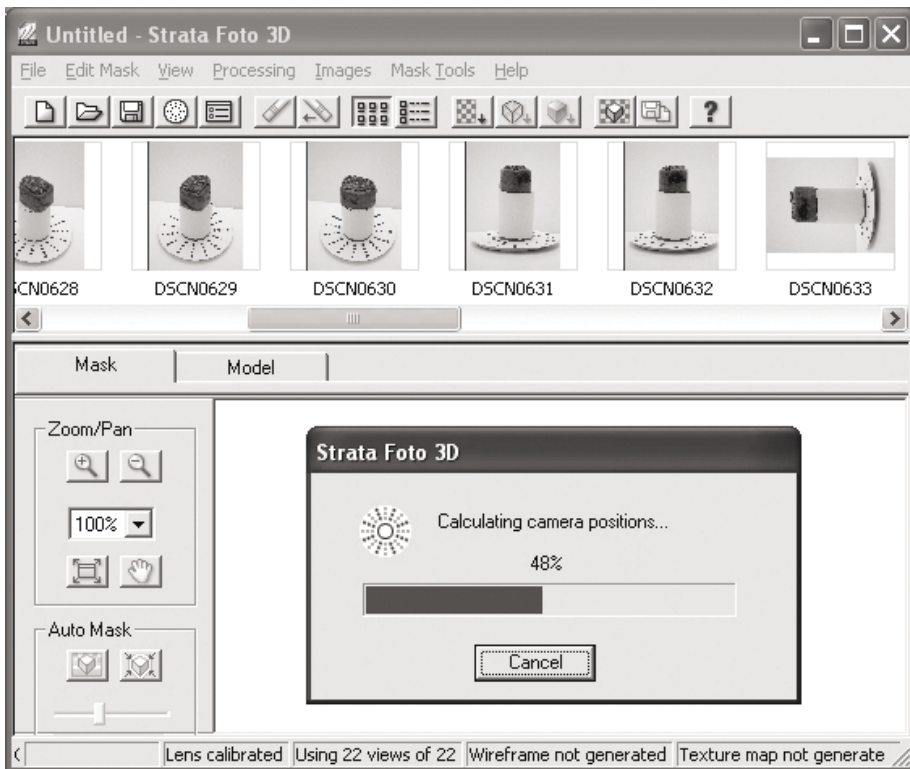 Untitled - Strata Foto 3D
File Edit Mask View Processing Images Mask Tools Help
?
SCN0628 DSCN0629 DSCN0630 DSCN0631 DSCN0632 DSCN0633
Mask Model
Zoom/Pan
100%
Auto Mask
Strata Foto 3D
Calculating camera positions...
48%
Cancel
Lens calibrated Using 22 views of 22 Wireframe not generated Texture map not generate